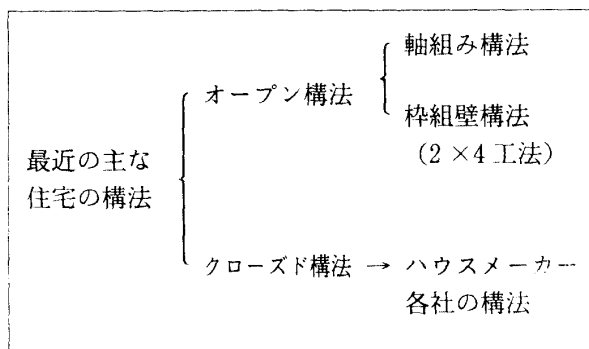 最近の主な
住宅の構法
オープン構法
軸組み構法
枠組壁構法
(2×4工法)
クローズド構法 → ハウスメーカー
各社の構法